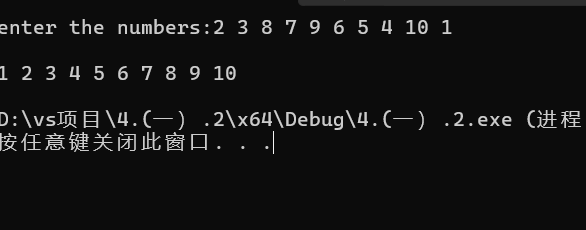 enter the numbers:2 3 8 7 9 6 5 4 10 1
1 2 3 4 5 6 7 8 9 10
D:\vs项目\4.(一) .2\x64\Debug\4.(一) .2.exe (进程
按任意键关闭此窗口. . .